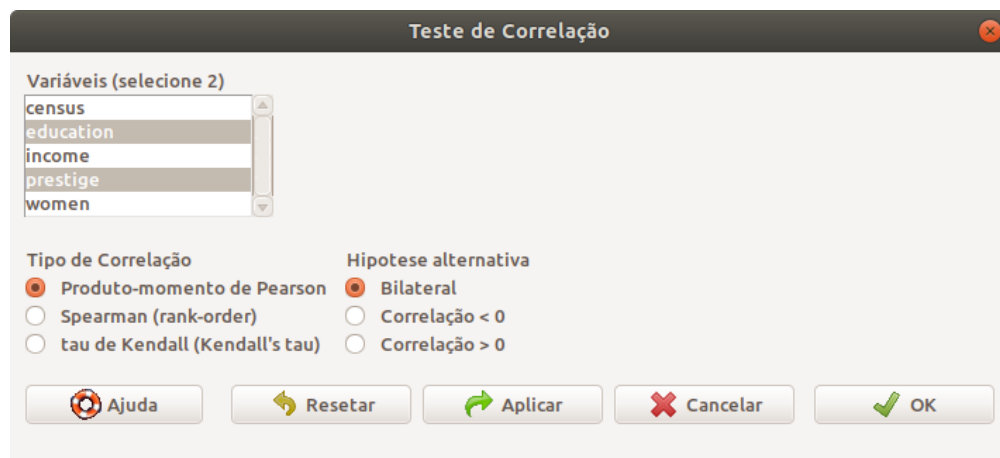 Teste de Correlação
Variáveis (selecione 2)
census
education
income
prestige
women
Tipo de Correlação
Produto-momento de Pearson
Spearman (rank-order)
tau de Kendall (Kendall's tau)
Hipotese alternativa
Bilateral
Correlação < 0
Correlação > 0
Ajuda
Resetar
Aplicar
Cancelar
OK